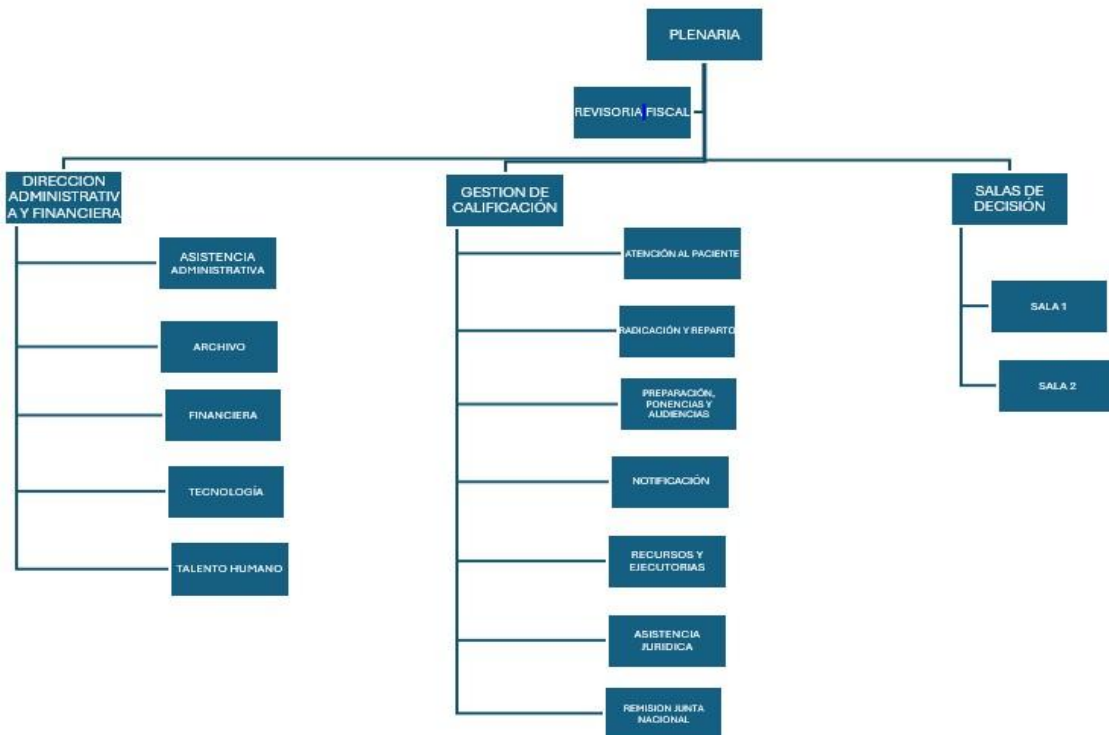 PLENARIA
REVISORIA FISCAL
DIRECCION
ADMINISTRATIV
A Y FINANCIERA
ASISTENCIA
ADMINISTRATIVA
ARCHIVO
FINANCIERA
TECNOLOGÍA
TALENTO HUMANO
GESTION DE
CALIFICACIÓN
ATENCIÓN AL PACIENTE
RADICACIÓN Y REPARTO
PREPARACIÓN,
PONENCIAS Y
AUDIENCIAS
NOTIFICACIÓN
RECURSOS Y
EJECUTORIAS
ASISTENCIA
JURIDICA
REMISION JUNTA
NACIONAL
SALAS DE
DECISIÓN
SALA 1
SALA 2